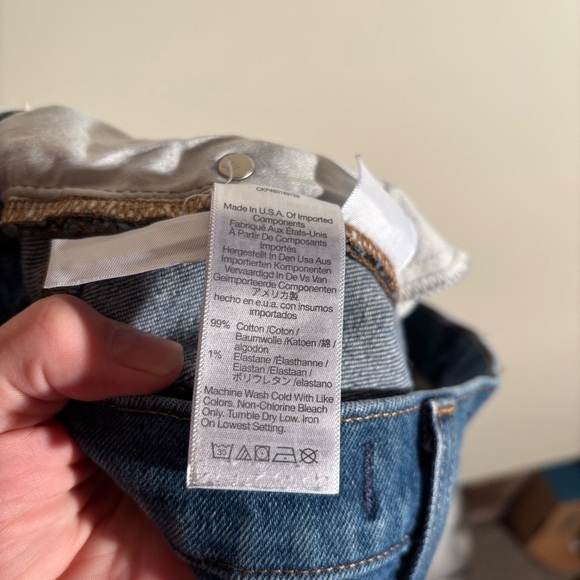 Made In U.S.A. Of Imported
Components
Fabriqué Aux États-Unis
À Partir De Composants
Importés
Hergestellt In Den Usa Aus
Importierten Komponenten
Vervaardigd In De Vs Van
Geimporteerde Componenten
アメリカ製
hecho en e.u.a. con insumos
importados
99% Cotton /Coton /
Baumwolle /Katoen /綿 /
algodón
1% Elastane /Élasthanne /
Elastan /Elastaan /
ポリウレタン /elastano
Machine Wash Cold With Like
Colors. Non-Chlorine Bleach
Only. Tumble Dry Low. Iron
On Lowest Setting.
30